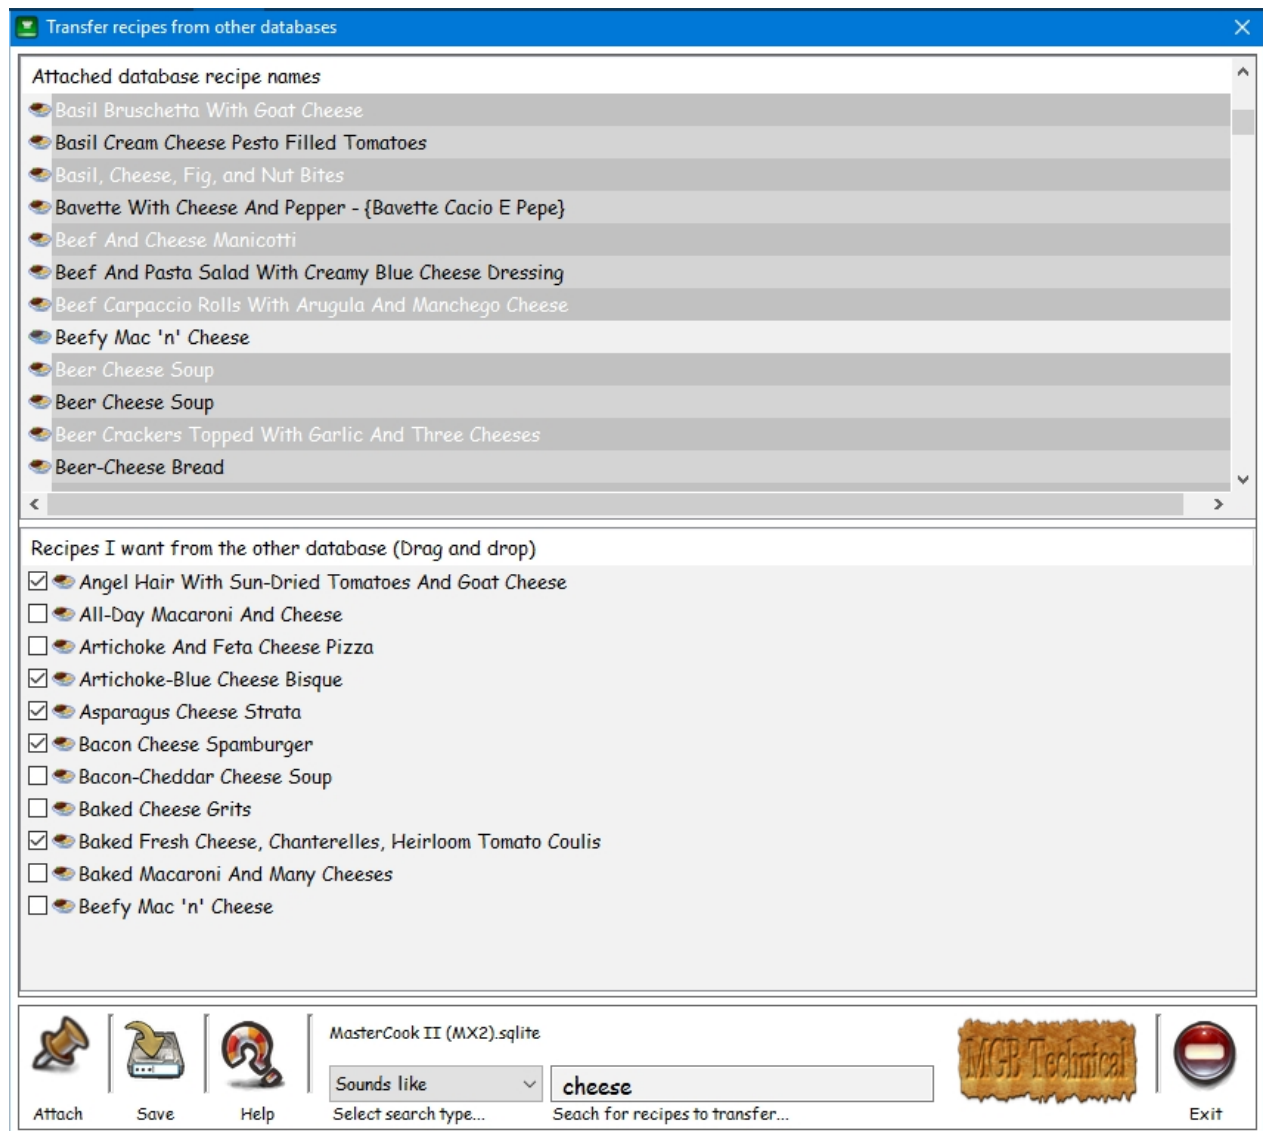 Transfer recipes from other databases
Attached database recipe names
Basil Bruschetta With Goat Cheese
Basil Cream Cheese Pesto Filled Tomatoes
Basil, Cheese, Fig, and Nut Bites
Bavette With Cheese And Pepper - {Bavette Cacio E Pepe}
Beef And Cheese Manicotti
Beef And Pasta Salad With Creamy Blue Cheese Dressing
Beef Carpaccio Rolls With Arugula And Manchego Cheese
Beefy Mac 'n' Cheese
Beer Cheese Soup
Beer Cheese Soup
Beer Crackers Topped With Garlic And Three Cheeses
Beer-Cheese Bread
Recipes I want from the other database (Drag and drop)
Angel Hair With Sun-Dried Tomatoes And Goat Cheese
All-Day Macaroni And Cheese
Artichoke And Feta Cheese Pizza
Artichoke-Blue Cheese Bisque
Asparagus Cheese Strata
Bacon Cheese Spamburger
Bacon-Cheddar Cheese Soup
Baked Cheese Grits
Baked Fresh Cheese, Chanterelles, Heirloom Tomato Coulis
Baked Macaroni And Many Cheeses
Beefy Mac 'n' Cheese
MasterCook II (MX2).sqlite
MGB Technical
Sounds like cheese
Attach Save Help Select search type... Seach for recipes to transfer... Exit